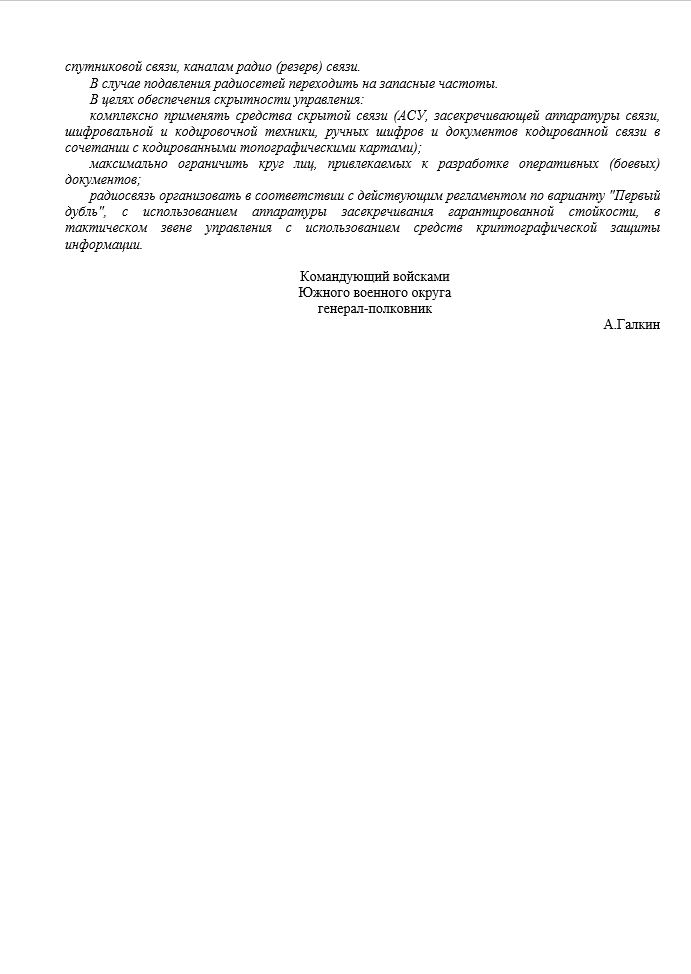 спутниковой связи, каналам радио (резерв) связи.
В случае подавления радиосетей переходить на запасные частоты.
В целях обеспечения скрытности управления:
комплексно применять средства скрытой связи (АСУ, засекречивающей аппаратуры связи,
шифровальной и кодировочной техники, ручных шифров и документов кодированной связи в
сочетании с кодированными топографическими картами);
максимально ограничить круг лиц, привлекаемых к разработке оперативных (боевых)
документов;
радиосвязь организовать в соответствии с действующим регламентом по варианту "Первый
дубль", с использованием аппаратуры засекречивания гарантированной стойкости, в
тактическом звене управления с использованием средств криптографической защиты
информации.
Командующий войсками
Южного военного округа
генерал-полковник
А.Галкин